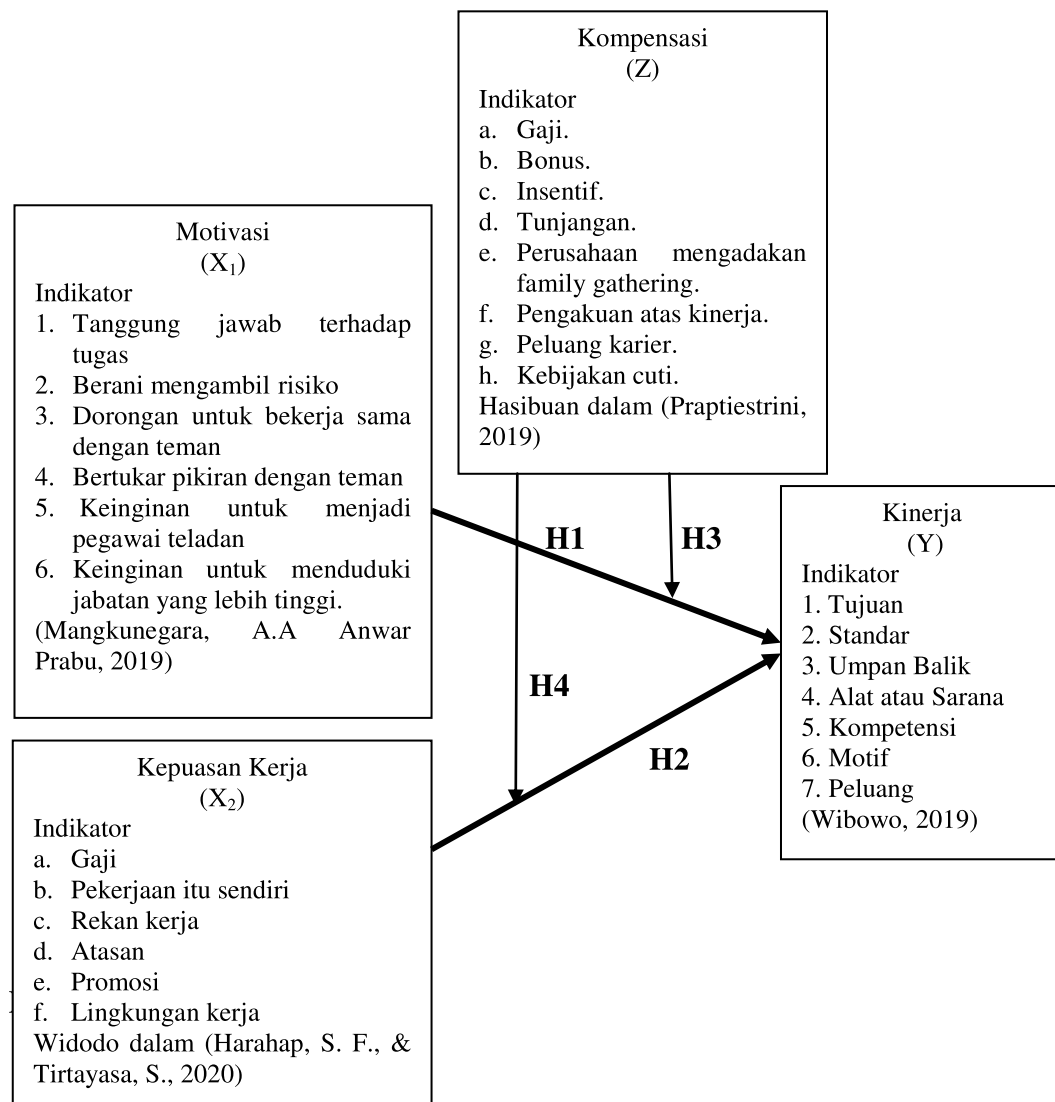 Kompensasi
(Z)
Indikator
a. Gaji.
b. Bonus.
c. Insentif.
d. Tunjangan.
e. Perusahaan mengadakan
family gathering.
f. Pengakuan atas kinerja.
g. Peluang karier.
h. Kebijakan cuti.
Hasibuan dalam (Praptiestrini,
2019)
Motivasi
(X₁)
Indikator
1. Tanggung jawab terhadap
tugas
2. Berani mengambil risiko
3. Dorongan untuk bekerja sama
dengan teman
4. Bertukar pikiran dengan teman
5. Keinginan untuk menjadi
pegawai teladan
6. Keinginan untuk menduduki
jabatan yang lebih tinggi.
(Mangkunegara, A.A Anwar
Prabu, 2019)
H1
H3
H4
H2
Kinerja
(Y)
Indikator
1. Tujuan
2. Standar
3. Umpan Balik
4. Alat atau Sarana
5. Kompetensi
6. Motif
7. Peluang
(Wibowo, 2019)
Kepuasan Kerja
(X₂)
Indikator
a. Gaji
b. Pekerjaan itu sendiri
c. Rekan kerja
d. Atasan
e. Promosi
f. Lingkungan kerja
Widodo dalam (Harahap, S. F., &
Tirtayasa, S., 2020)